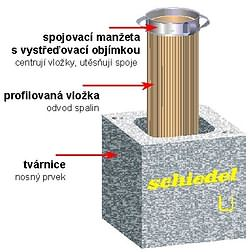 spojovací manžeta
s vystřeďovací objímkou
centrují vložky, utěsňují spoje
profilovaná vložka
odvod spalin
tvárnice
nosný prvek
schiedel
U